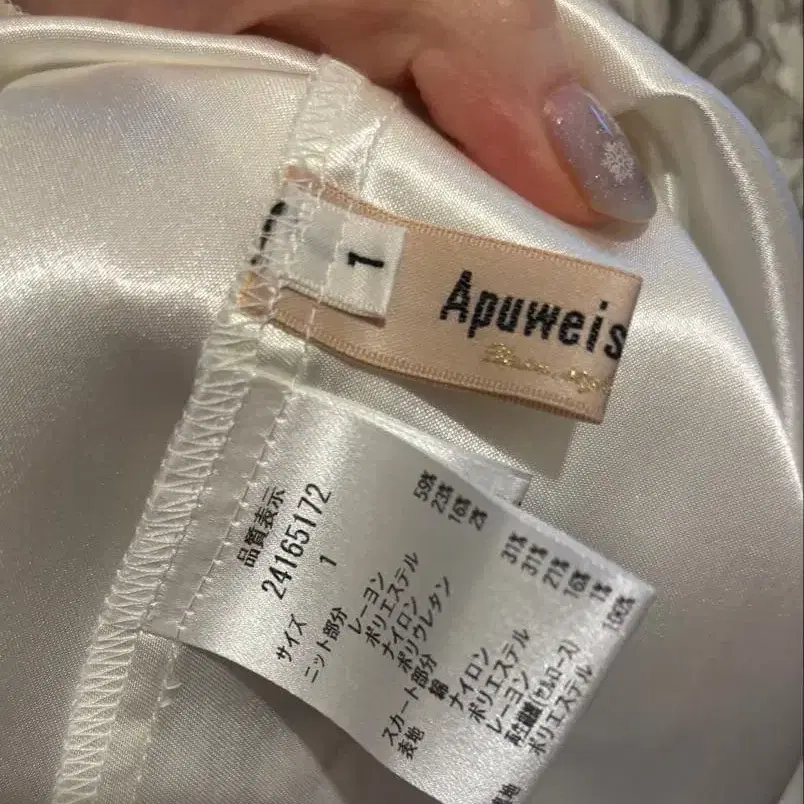 1
Apuweis
品質表示
24165172
サイズ 1
ニット部分
レーヨン 59%
ポリエステル 23%
ナイロン 16%
ポリウレタン 2%
スカート部分
表地 綿 31%
ナイロン 31%
ポリエステル 21%
レーヨン 16%
再生繊維(セルロース) 1%
ポリエステル 100%